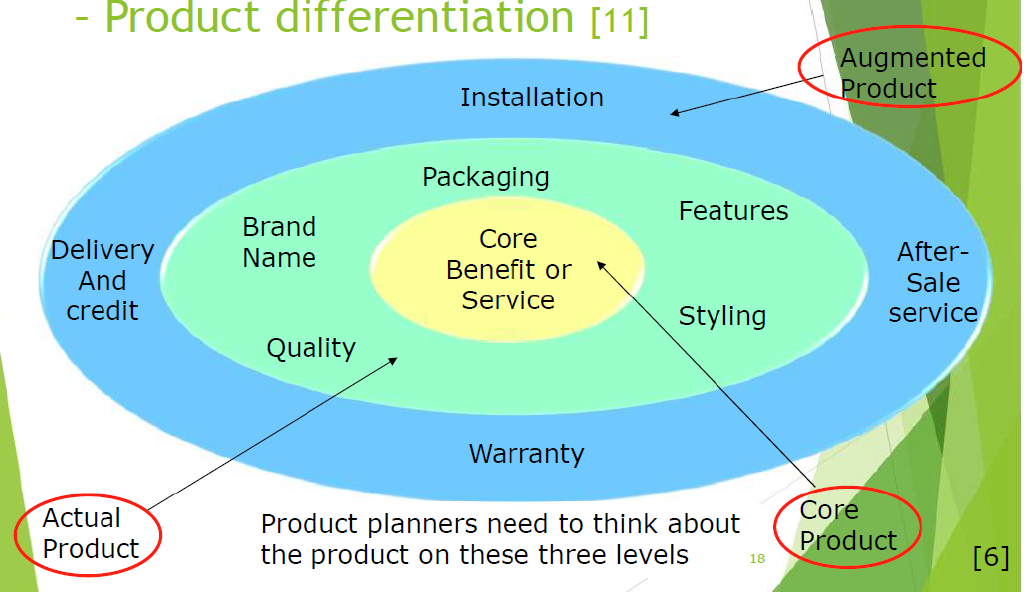 - Product differentiation [11]
Augmented
Product
Installation
Packaging
Features
Brand
Name
Core
Benefit or
Service
Delivery
And
credit
After-
Sale
service
Styling
Quality
Warranty
Actual
Product
Core
Product
Product planners need to think about
the product on these three levels
18
[6]